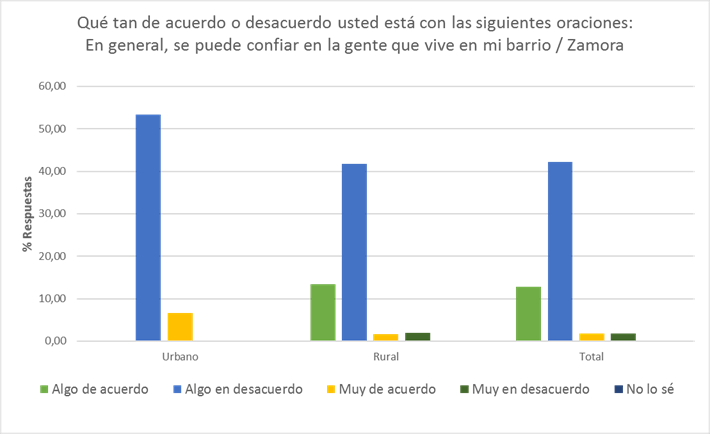 Qué tan de acuerdo o desacuerdo usted está con las siguientes oraciones:
En general, se puede confiar en la gente que vive en mi barrio / Zamora
60,00
50,00
40,00
30,00
20,00
10,00
0,00
% Respuestas
Urbano Rural Total
Algo de acuerdo Algo en desacuerdo Muy de acuerdo Muy en desacuerdo No lo sé